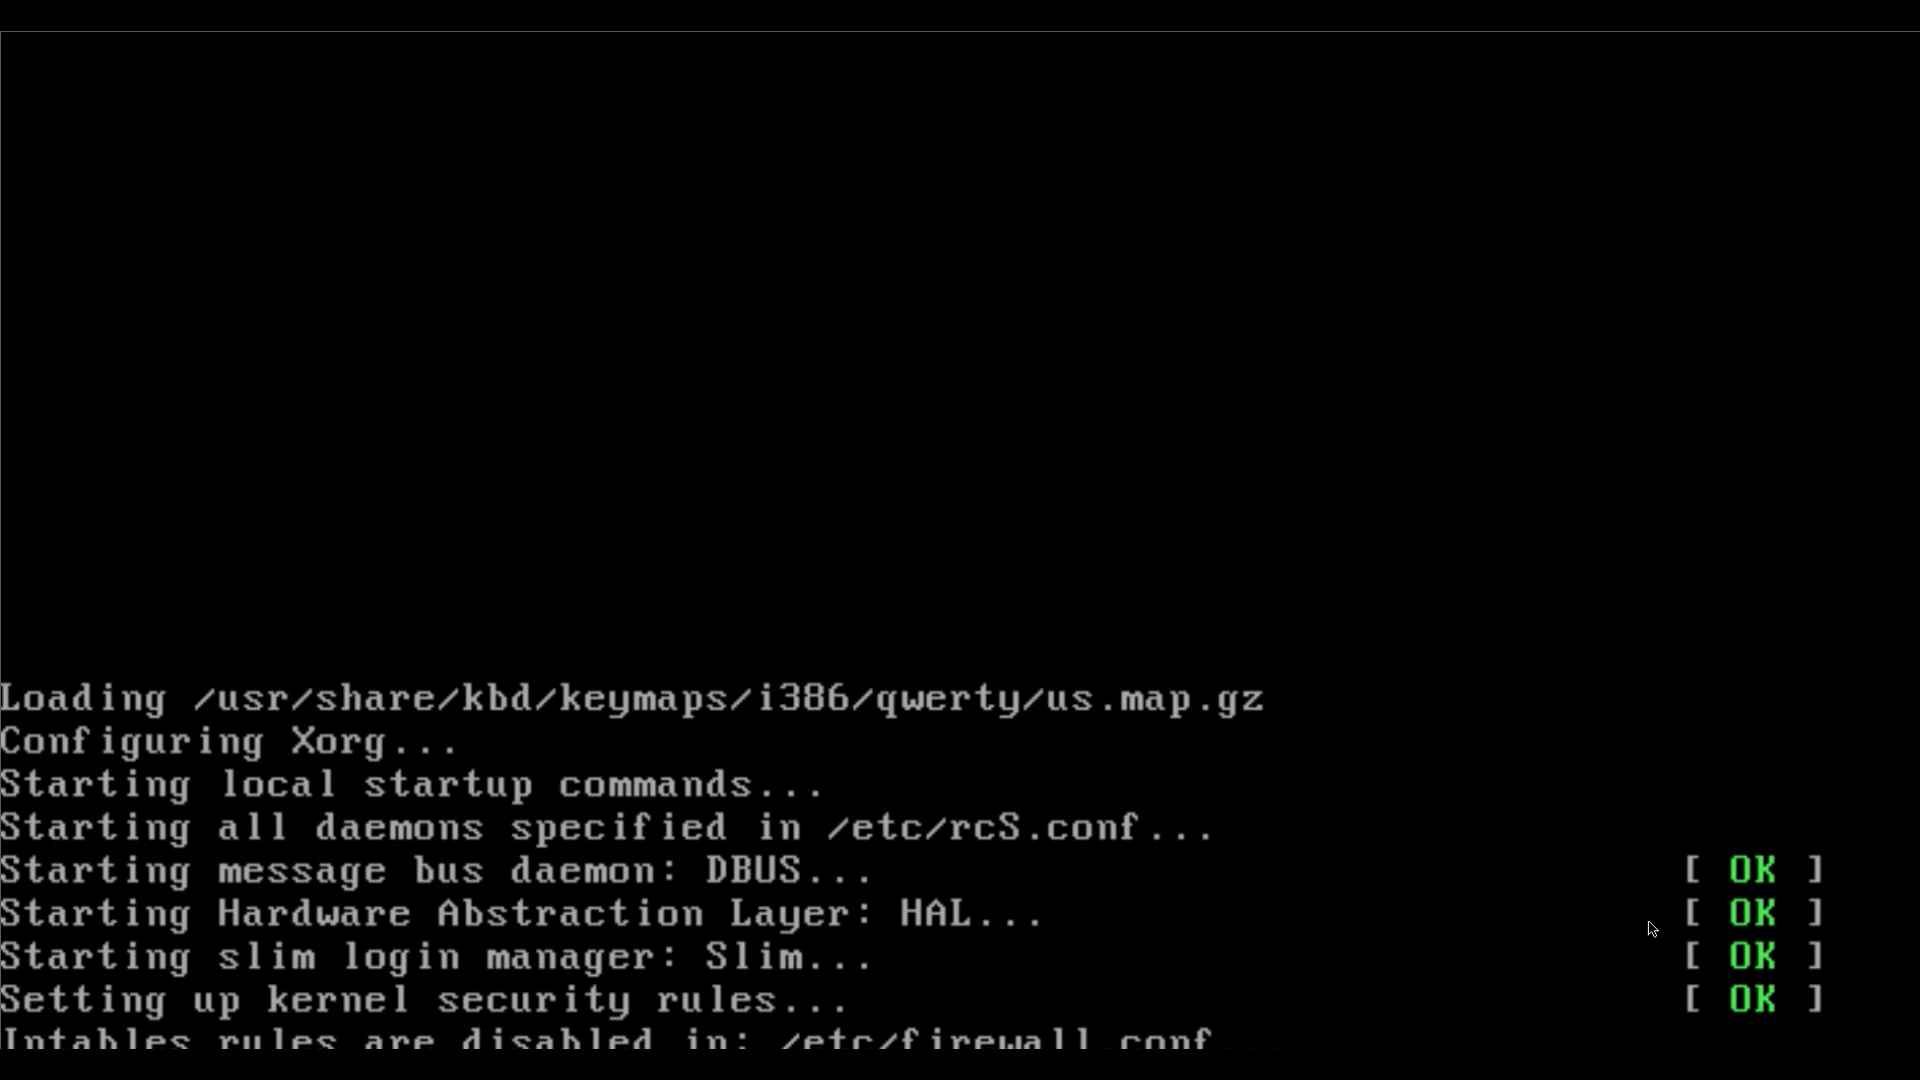 Loading /usr/share/kbd/keymaps/i386/qwerty/us.map.gz
Configuring Xorg...
Starting local startup commands...
Starting all daemons specified in /etc/rcS.conf...
Starting message bus daemon: DBUS... [ OK ]
Starting Hardware Abstraction Layer: HAL... [ OK ]
Starting slim login manager: Slim... [ OK ]
Setting up kernel security rules... [ OK ]
Iptables rules are disabled in: /etc/firewall.conf...